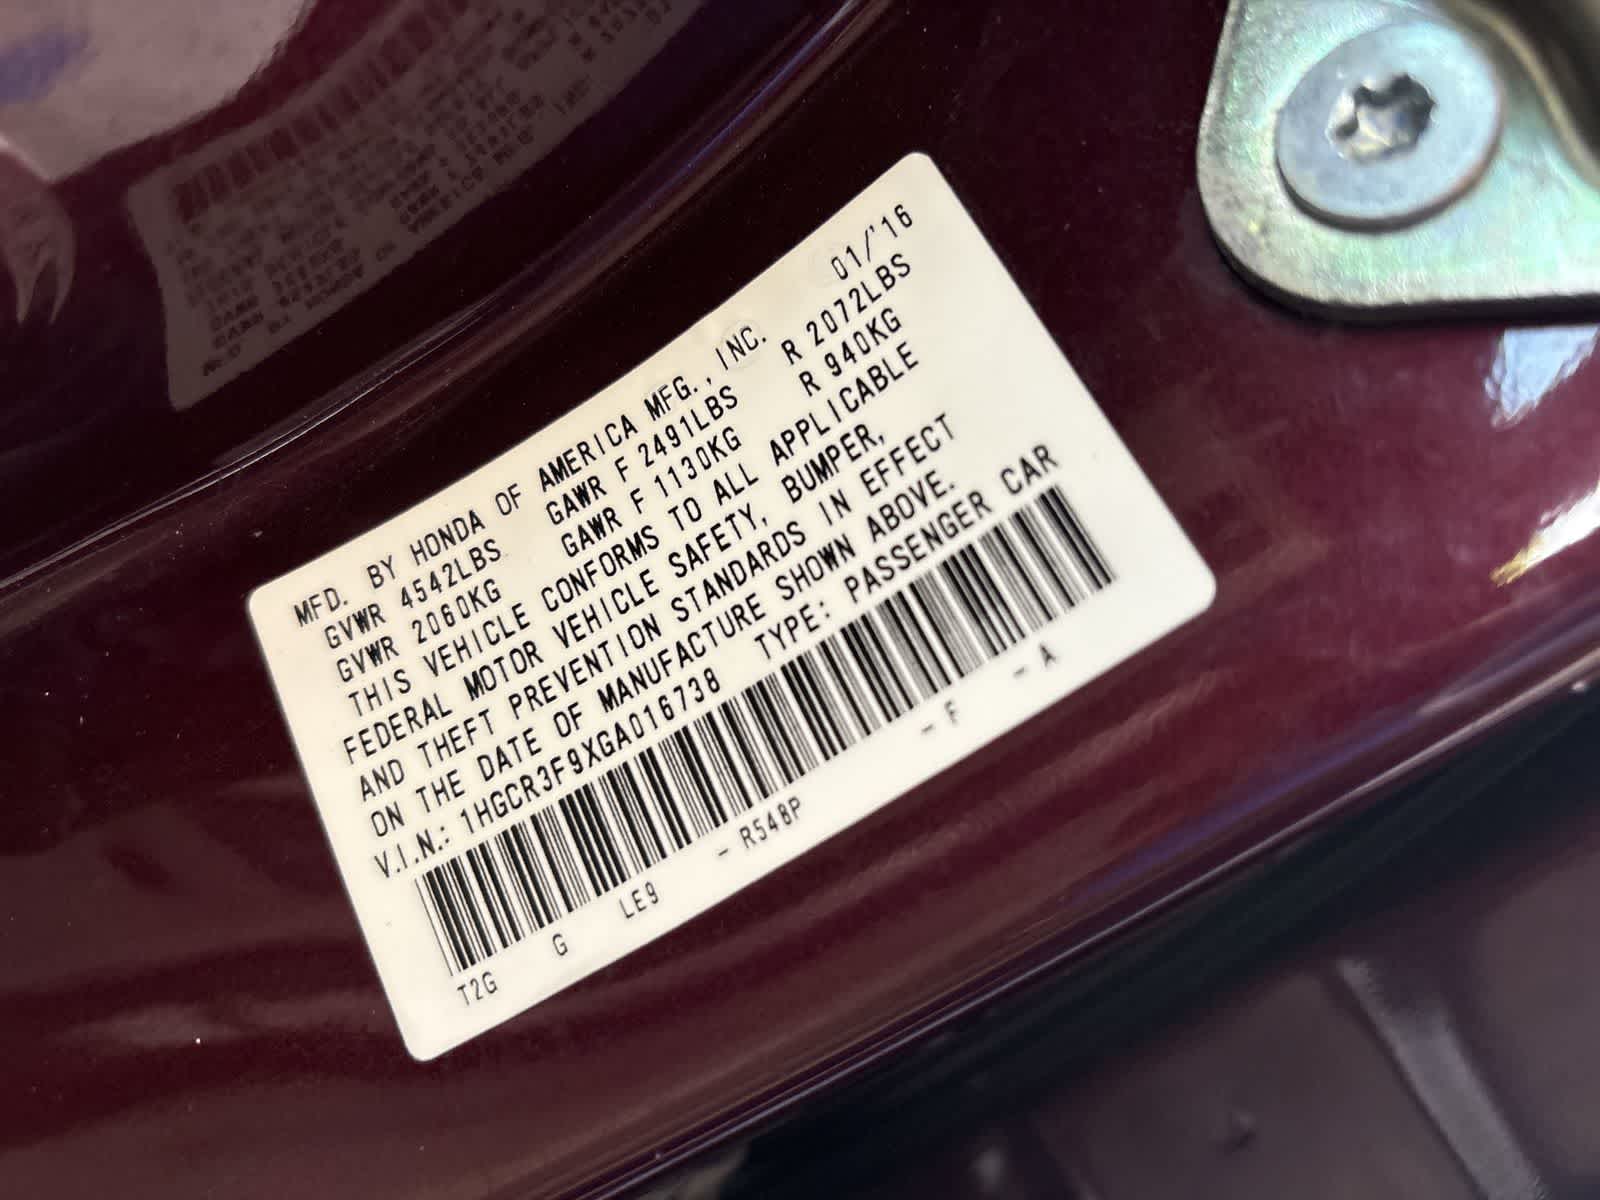 MFD. BY HONDA OF AMERICA MFG., INC. 01/'16
GVWR 4542LBS GAWR F 2491LBS R 2072LBS
GVWR 2060KG GAWR F 1130KG R 940KG
THIS VEHICLE CONFORMS TO ALL APPLICABLE
FEDERAL MOTOR VEHICLE SAFETY, BUMPER,
AND THEFT PREVENTION STANDARDS IN EFFECT
ON THE DATE OF MANUFACTURE SHOWN ABOVE.
V.I.N.: 1HGCR3F9XGA016738 TYPE: PASSENGER CAR
T2G G LE9 - R548P - F - A